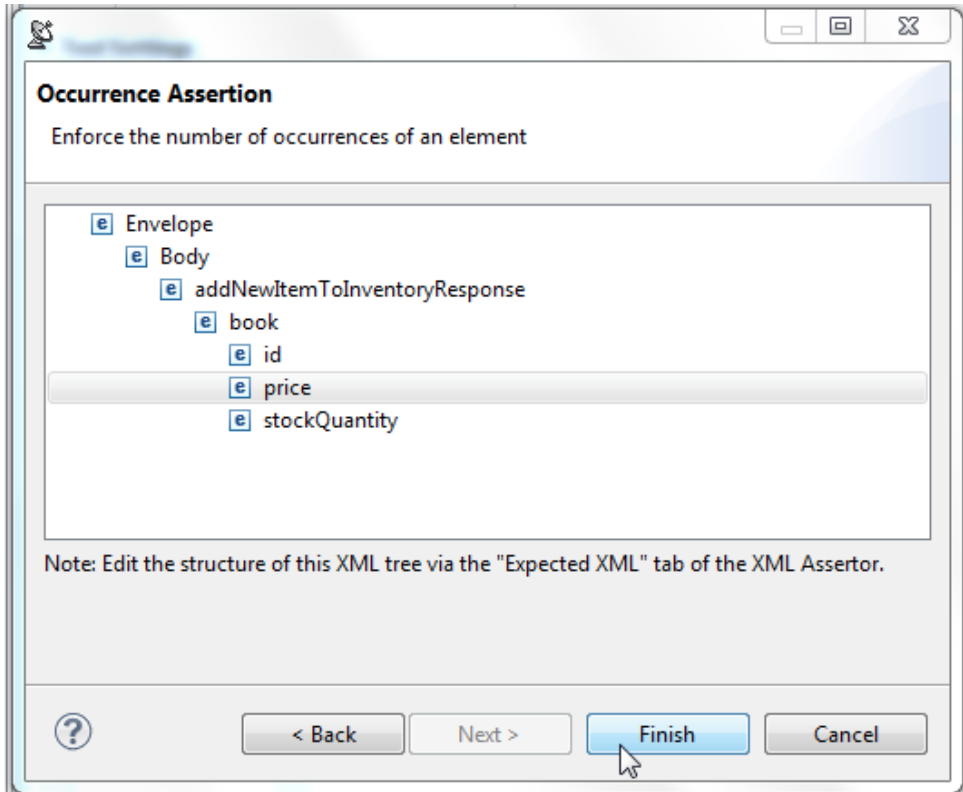 Occurrence Assertion
Enforce the number of occurrences of an element
e Envelope
e Body
e addNewItemToInventoryResponse
e book
e id
e price
e stockQuantity
Note: Edit the structure of this XML tree via the "Expected XML" tab of the XML Assertor.
? < Back Next > Finish Cancel